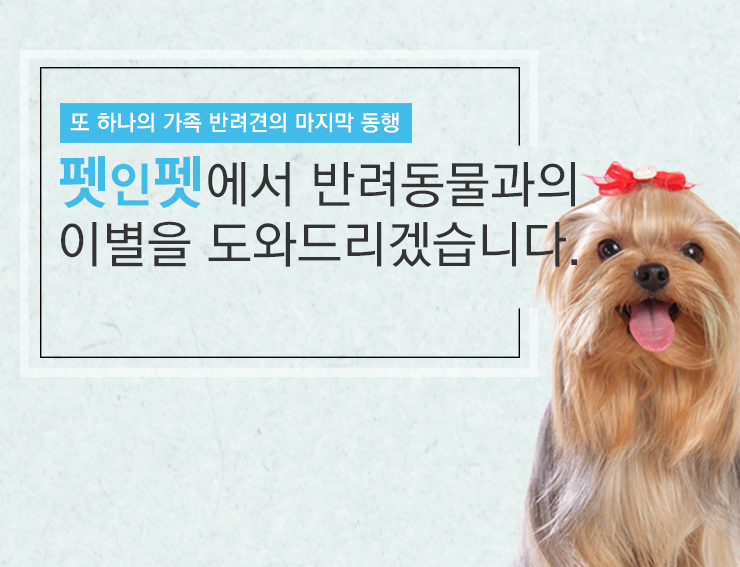 또 하나의 가족 반려견의 마지막 동행
펫인펫에서 반려동물과의
이별을 도와드리겠습니다.